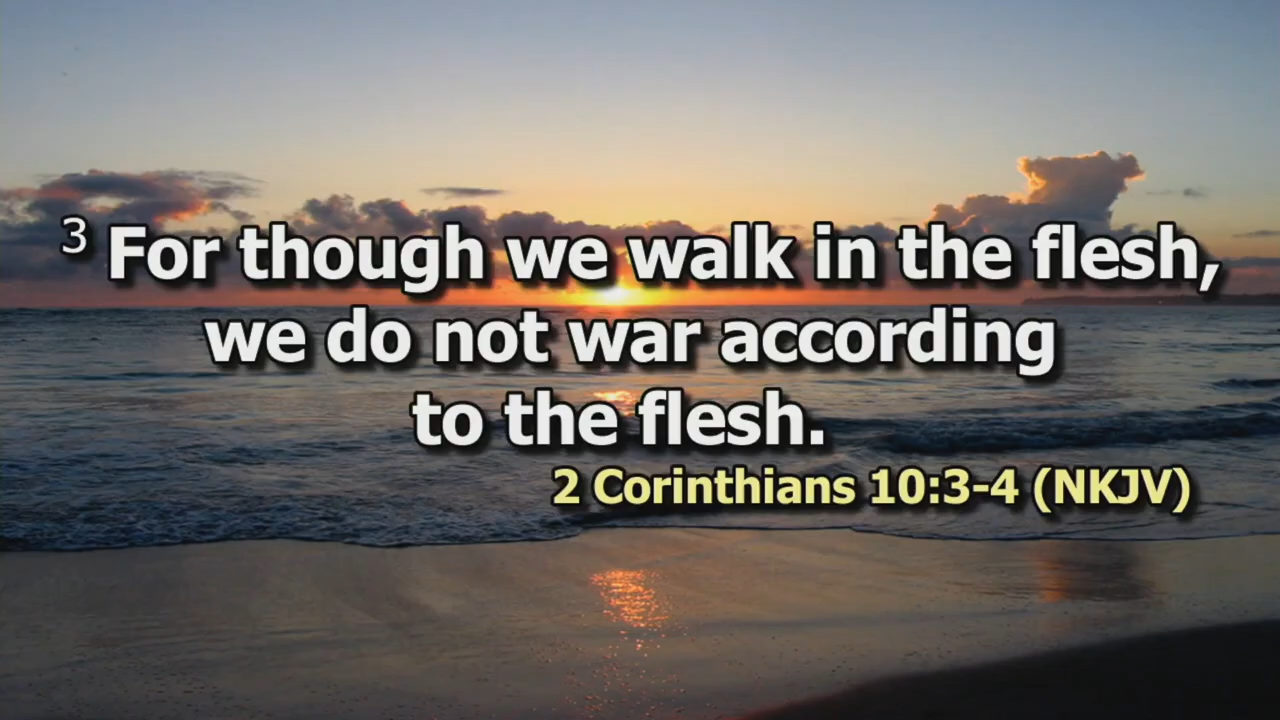 3 For though we walk in the flesh,
we do not war according
to the flesh.
2 Corinthians 10:3-4 (NKJV)